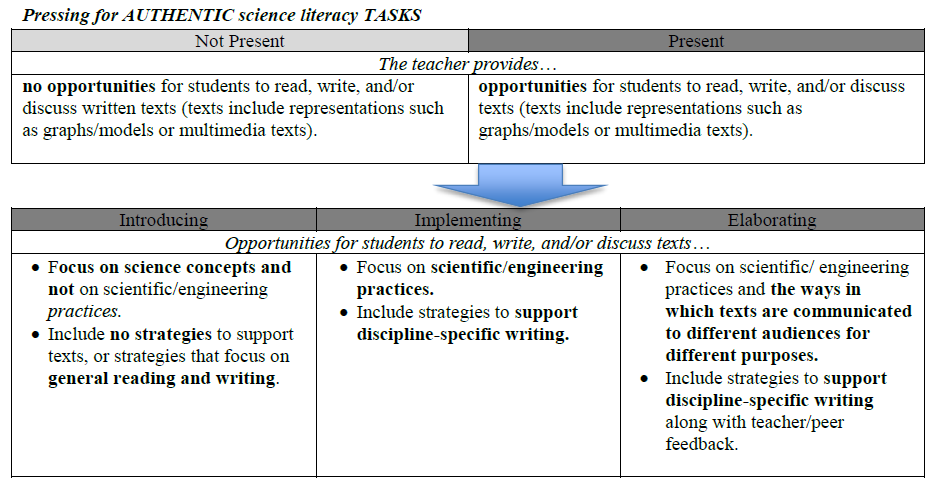 Pressing for AUTHENTIC science literacy TASKS
Not Present
Present
The teacher provides…
no opportunities for students to read, write, and/or
discuss written texts (texts include representations such
as graphs/models or multimedia texts).
opportunities for students to read, write, and/or discuss
texts (texts include representations such as
graphs/models or multimedia texts).
Introducing
Implementing
Elaborating
Opportunities for students to read, write, and/or discuss texts…
• Focus on science concepts and
not on scientific/engineering
practices.
• Include no strategies to support
texts, or strategies that focus on
general reading and writing.
• Focus on scientific/engineering
practices.
• Include strategies to support
discipline-specific writing.
• Focus on scientific/ engineering
practices and the ways in
which texts are communicated
to different audiences for
different purposes.
• Include strategies to support
discipline-specific writing
along with teacher/peer
feedback.